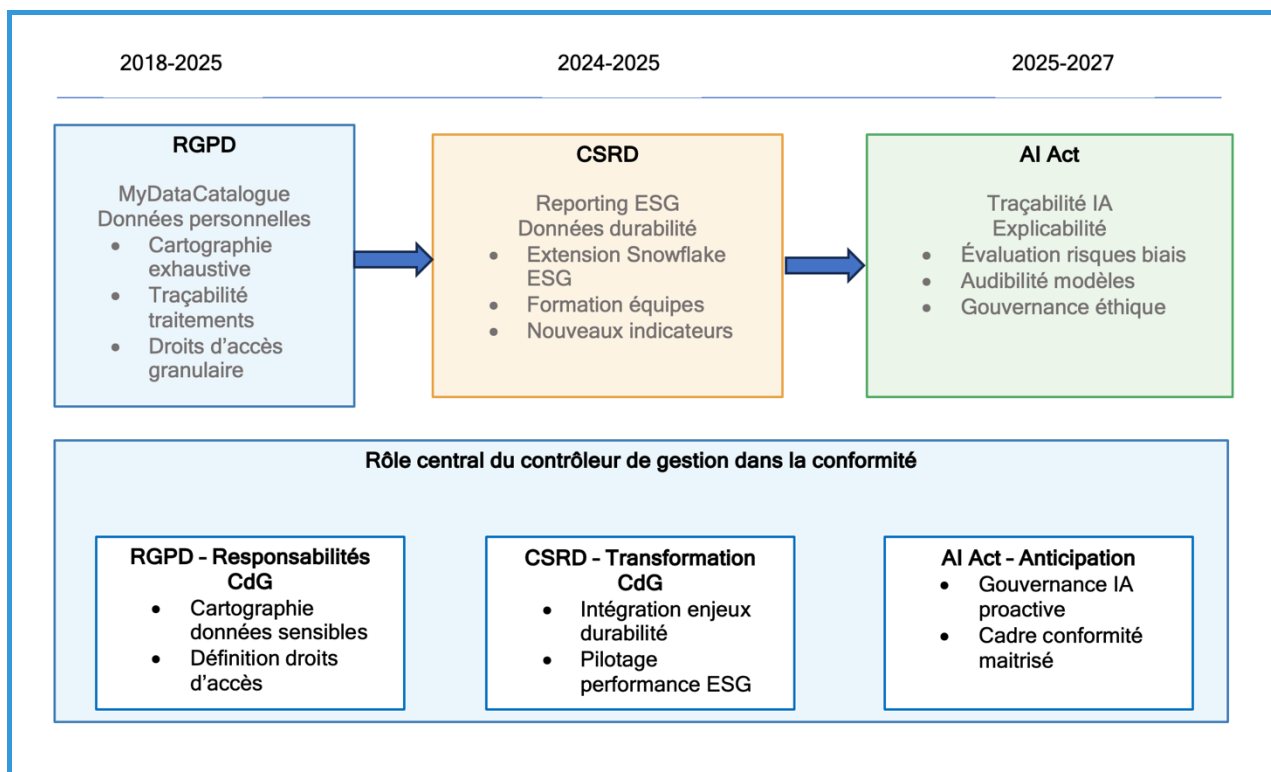 2018-2025
2024-2025
2025-2027
RGPD
MyDataCatalogue
Données personnelles
• Cartographie
exhaustive
• Traçabilité
traitements
• Droits d'accès
granulaire
CSRD
Reporting ESG
Données durabilité
• Extension Snowflake
ESG
• Formation équipes
• Nouveaux indicateurs
AI Act
Traçabilité IA
Explicabilité
• Évaluation risques biais
• Audibilité modèles
• Gouvernance éthique
Rôle central du contrôleur de gestion dans la conformité
RGPD – Responsabilités
CdG
• Cartographie
données sensibles
• Définition droits
d'accès
CSRD – Transformation
CdG
• Intégration enjeux
durabilité
• Pilotage
performance ESG
AI Act – Anticipation
• Gouvernance IA
proactive
• Cadre conformité
maitrisé